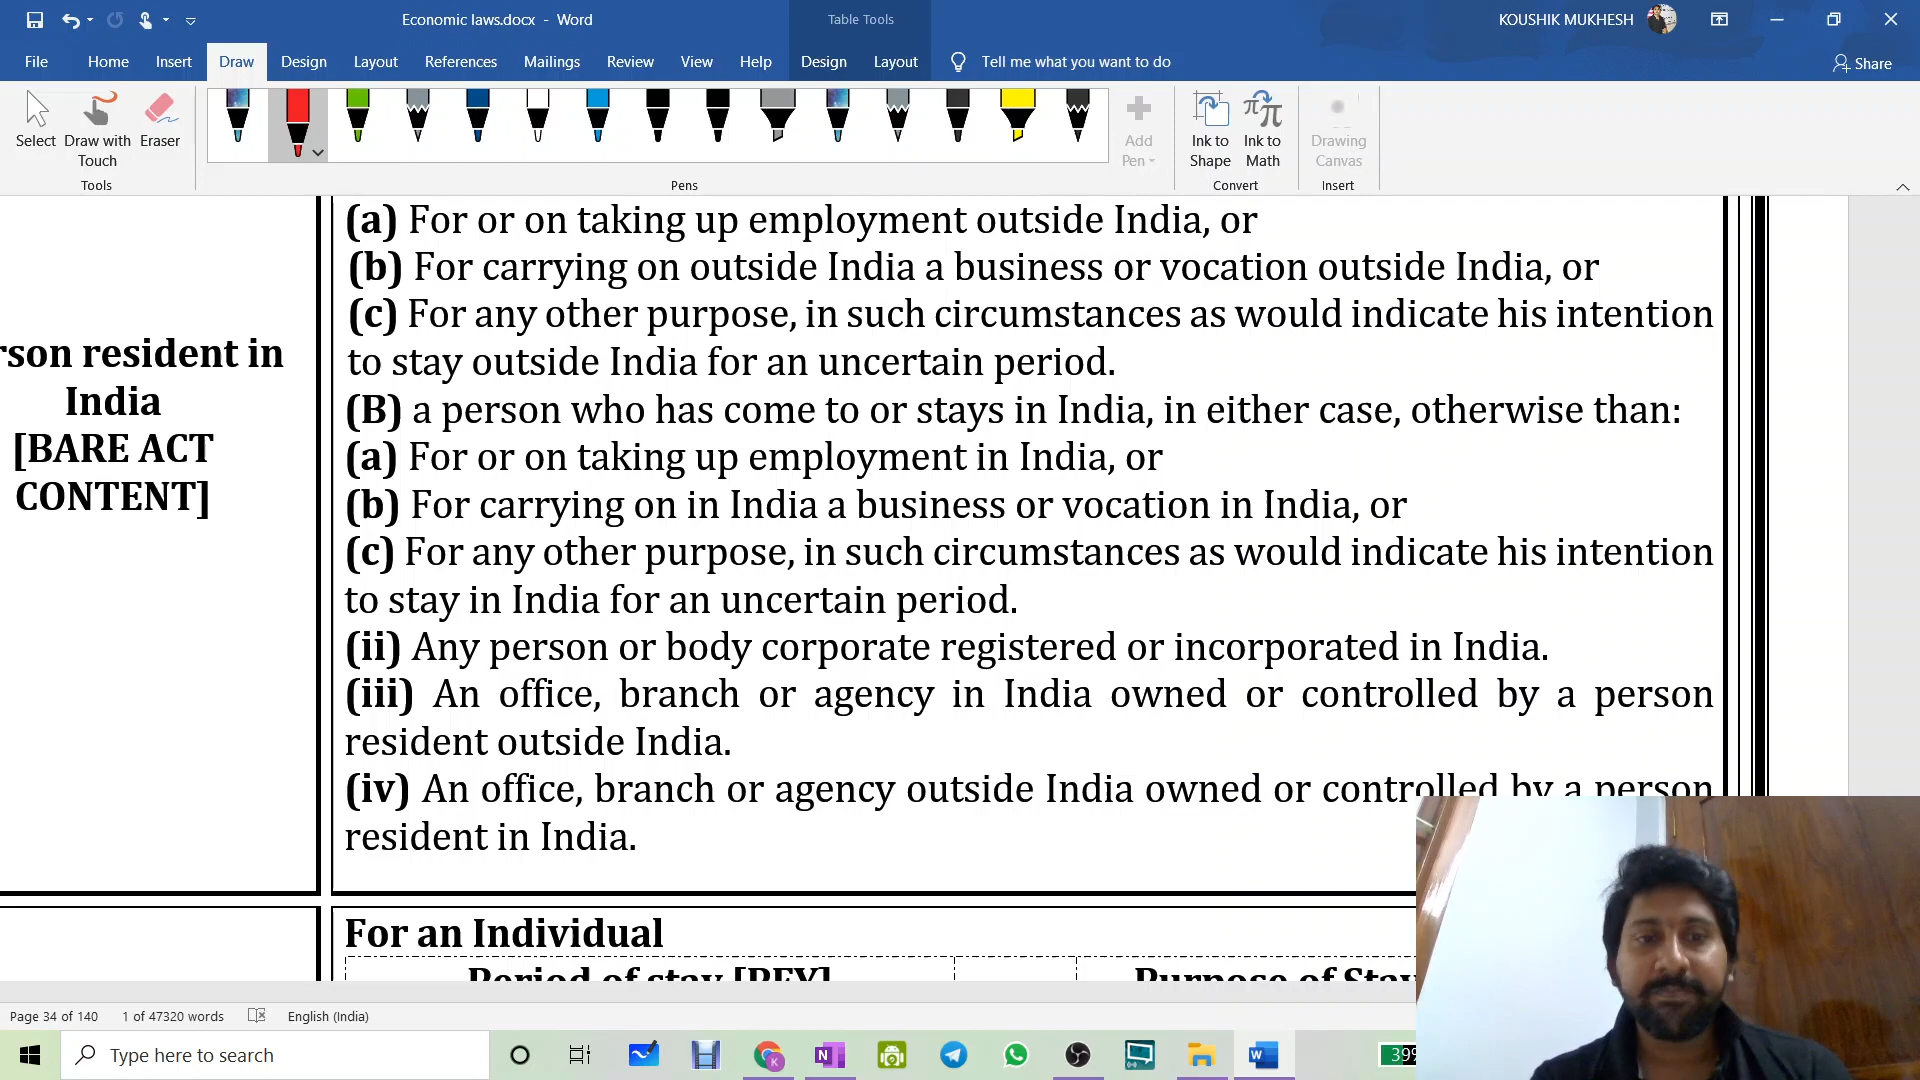 Economic laws.docx - Word
Table Tools
KOUSHIK MUKHESH
File Home Insert Draw Design Layout References Mailings Review View Help Design Layout Tell me what you want to do Share
Select Draw with Touch Eraser
Tools
Pens
Add Pen
Ink to Shape Ink to Math
Convert
Drawing Canvas
Insert
(a) For or on taking up employment outside India, or
(b) For carrying on outside India a business or vocation outside India, or
(c) For any other purpose, in such circumstances as would indicate his intention
to stay outside India for an uncertain period.
(B) a person who has come to or stays in India, in either case, otherwise than:
(a) For or on taking up employment in India, or
(b) For carrying on in India a business or vocation in India, or
(c) For any other purpose, in such circumstances as would indicate his intention
to stay in India for an uncertain period.
(ii) Any person or body corporate registered or incorporated in India.
(iii) An office, branch or agency in India owned or controlled by a person
resident outside India.
(iv) An office, branch or agency outside India owned or controlled by a person
resident in India.
rson resident in
India
[BARE ACT
CONTENT]
For an Individual
Period of stay [PFY]
Purpose of Stay
Page 34 of 140 1 of 47320 words English (India)
Type here to search
39%